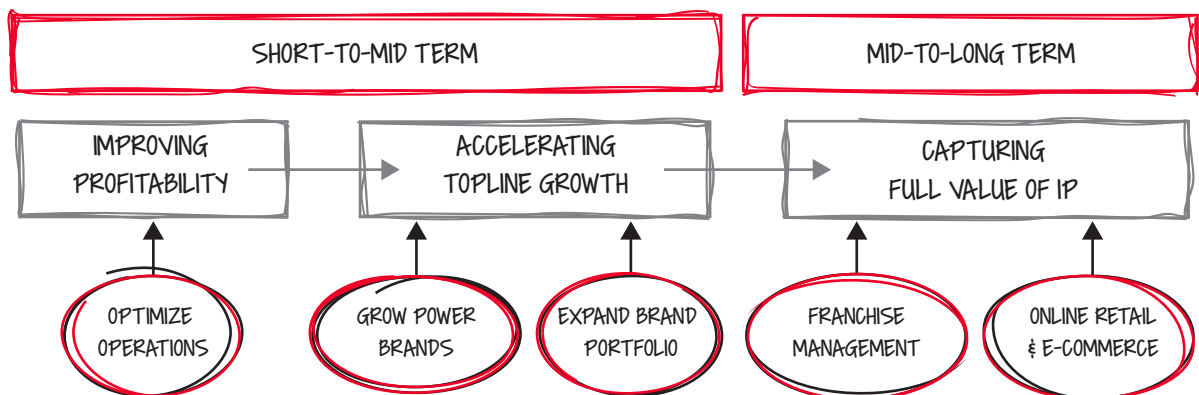 SHORT-TO-MID TERM
MID-TO-LONG TERM
IMPROVING
PROFITABILITY
ACCELERATING
TOPLINE GROWTH
CAPTURING
FULL VALUE OF IP
OPTIMIZE
OPERATIONS
GROW POWER
BRANDS
EXPAND BRAND
PORTFOLIO
FRANCHISE
MANAGEMENT
ONLINE RETAIL
& E-COMMERCE